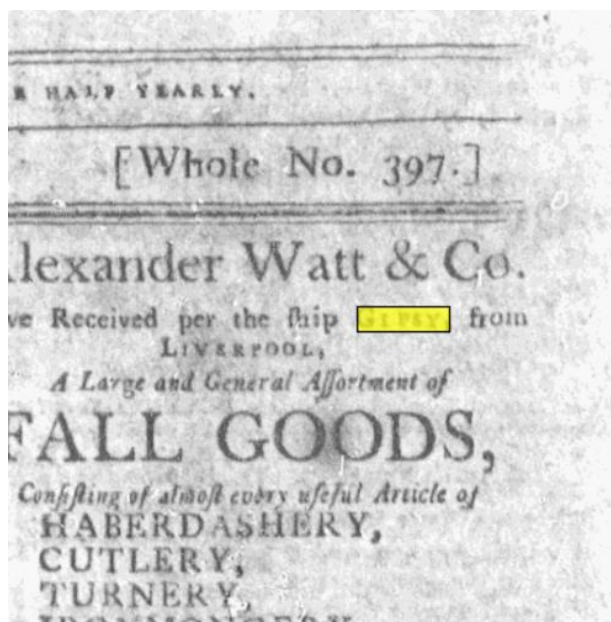 R HALF YEARLY.
[Whole No. 397.]
lexander Watt & Co.
ve Received per the ſhip GIPSY, from
LIVERPOOL,
A Large and General Aſſortment of
FALL GOODS,
Conſiſting of almoſt every uſeful Article of
HABERDASHERY,
CUTLERY,
TURNERY,
IRONMONGERY